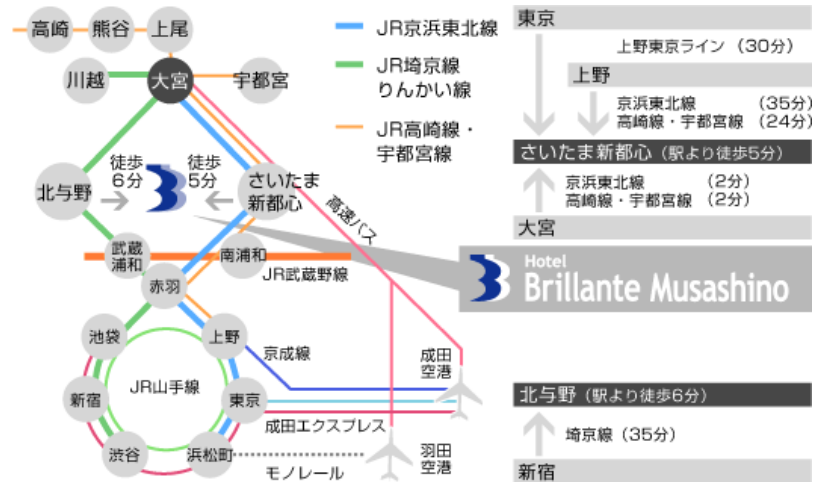 高崎
熊谷
上尾
川越
大宮
宇都宮
JR京浜東北線
JR埼京線
りんかい線
JR高崎線・
宇都宮線
北与野
徒歩
6分
徒歩
5分
さいたま
新都心
高速バス
武蔵
浦和
南浦和
JR武蔵野線
赤羽
池袋
上野
京成線
JR山手線
新宿
東京
成田
空港
成田エクスプレス
渋谷
浜松町
モノレール
羽田
空港
東京
上野東京ライン(30分)
上野
京浜東北線 (35分)
高崎線・宇都宮線 (24分)
さいたま新都心(駅より徒歩5分)
京浜東北線 (2分)
高崎線・宇都宮線 (2分)
大宮
Hotel
Brillante Musashino
北与野(駅より徒歩6分)
埼京線(35分)
新宿